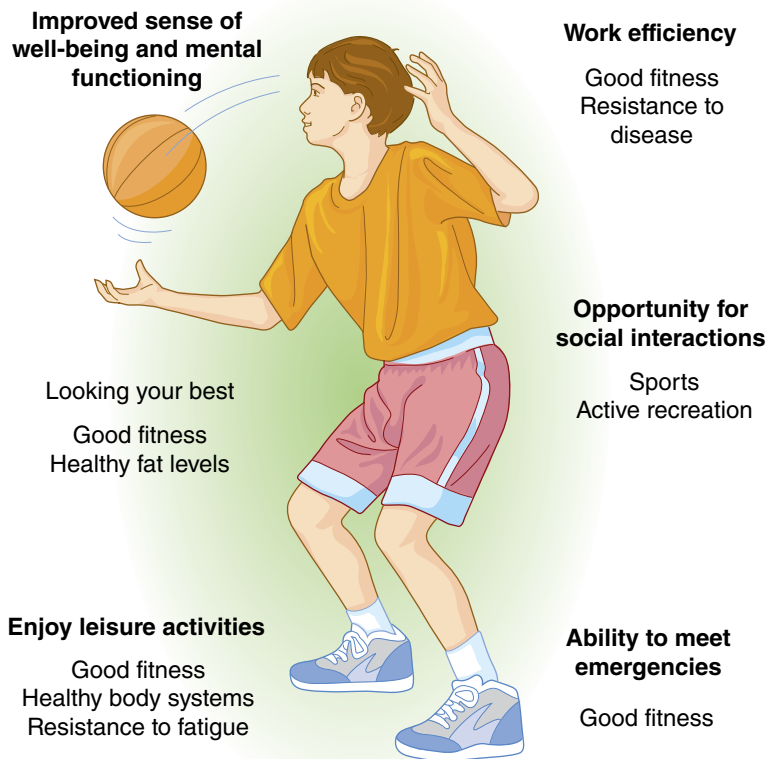 Improved sense of
well-being and mental
functioning
Work efficiency
Good fitness
Resistance to
disease
Opportunity for
social interactions
Sports
Active recreation
Looking your best
Good fitness
Healthy fat levels
Enjoy leisure activities
Good fitness
Healthy body systems
Resistance to fatigue
Ability to meet
emergencies
Good fitness